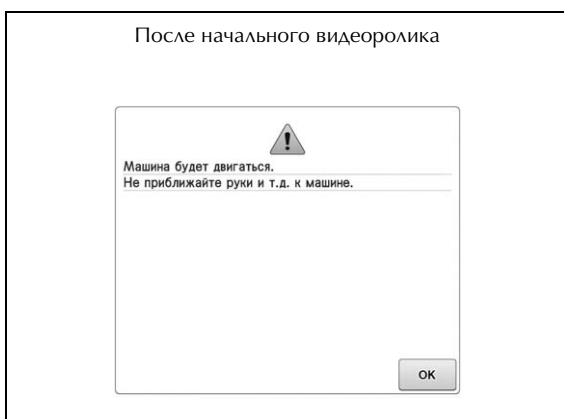 После начального видеоролика
Машина будет двигаться.
Не приближайте руки и т.д. к машине.
OK